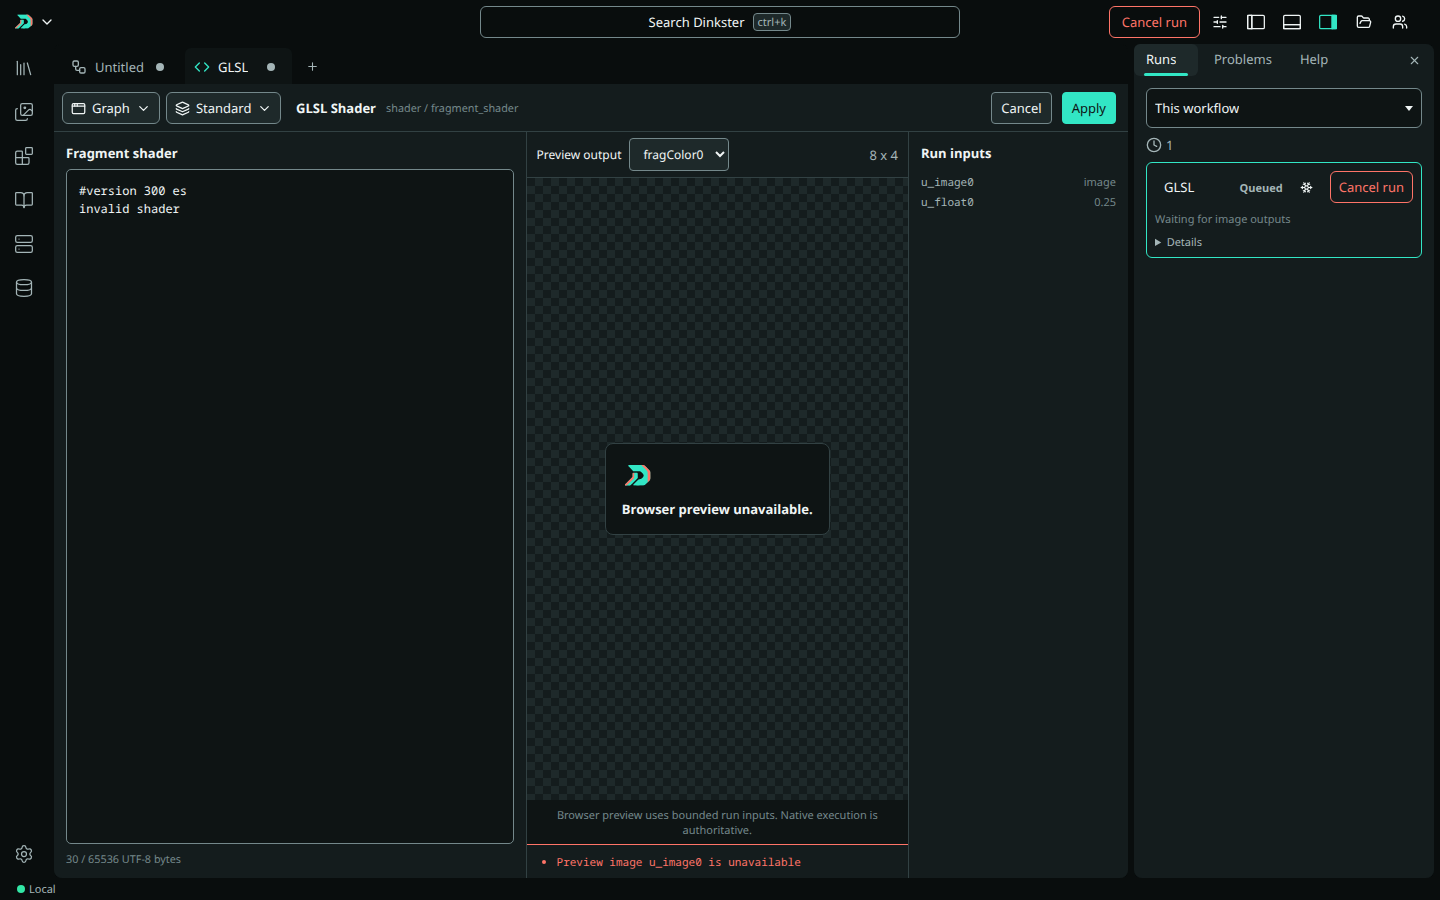 Search Dinkster ctrl+k
Cancel run
Untitled
GLSL
Runs
Problems
Help
Graph
Standard
GLSL Shader
shader / fragment_shader
Cancel
Apply
This workflow
1
Fragment shader
#version 300 es
invalid shader
30 / 65536 UTF-8 bytes
Preview output
fragColor0
8 x 4
Browser preview unavailable.
Browser preview uses bounded run inputs. Native execution is
authoritative.
Preview image u_image0 is unavailable
Run inputs
u_image0 image
u_float0 0.25
GLSL
Queued
Cancel run
Waiting for image outputs
Details
Local